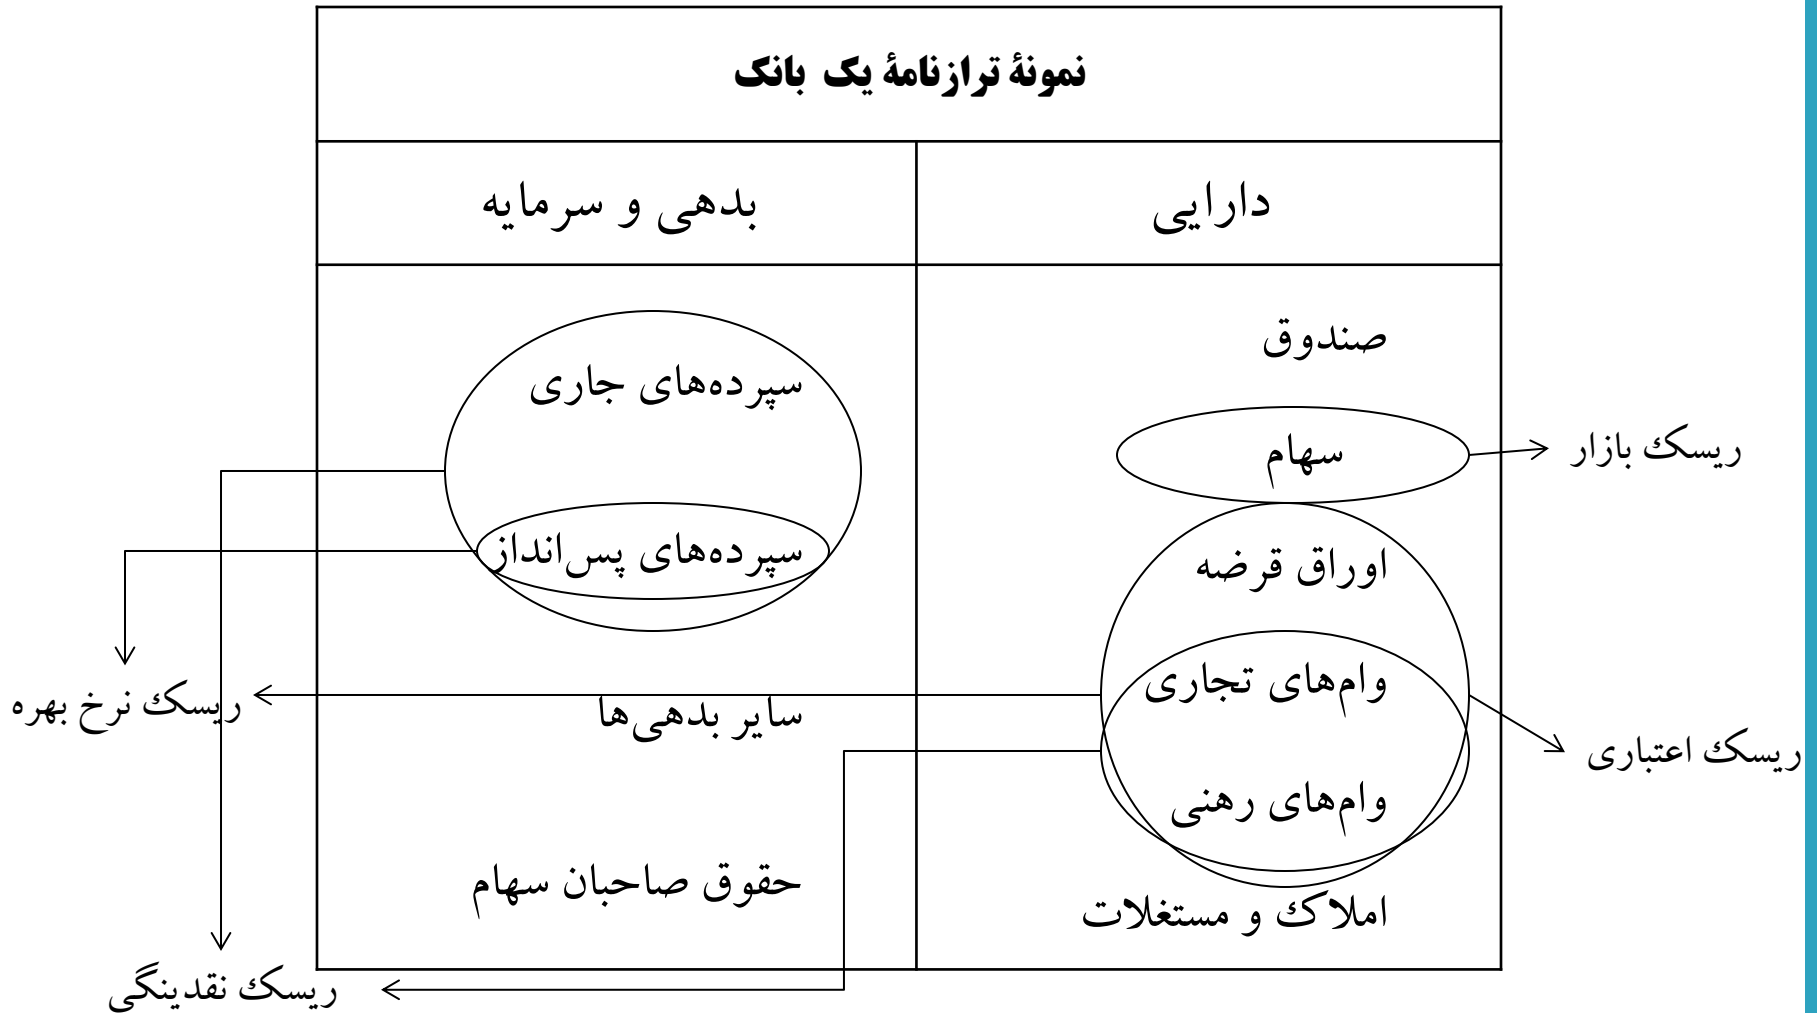 نمونهٔ ترازنامهٔ یک بانک
دارایی
بدهی و سرمایه
صندوق
سهام
اوراق قرضه
وام‌های تجاری
وام‌های رهنی
املاک و مستغلات
سپرده‌های جاری
سپرده‌های پس‌انداز
سایر بدهی‌ها
حقوق صاحبان سهام
ریسک بازار
ریسک اعتباری
ریسک نرخ بهره
ریسک نقدینگی